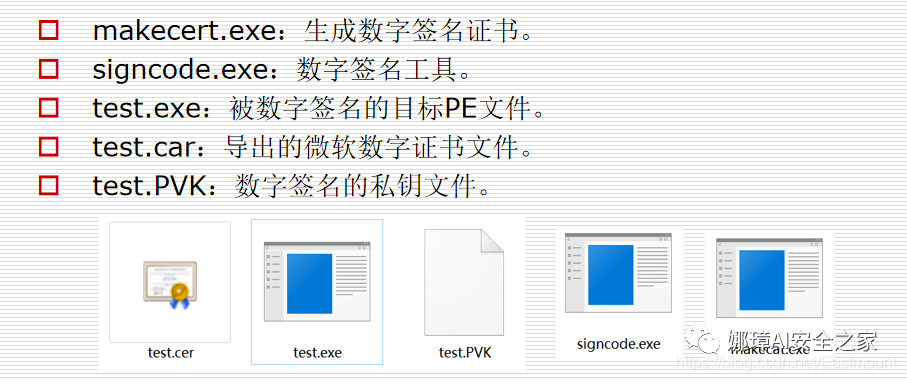 makecert.exe：生成数字签名证书。
signcode.exe：数字签名工具。
test.exe：被数字签名的目标PE文件。
test.car：导出的微软数字证书文件。
test.PVK：数字签名的私钥文件。
test.cer test.exe test.PVK signcode.exe makecat.exe
娜璋AI安全之家
https://blog.csdn.net/Eastmount